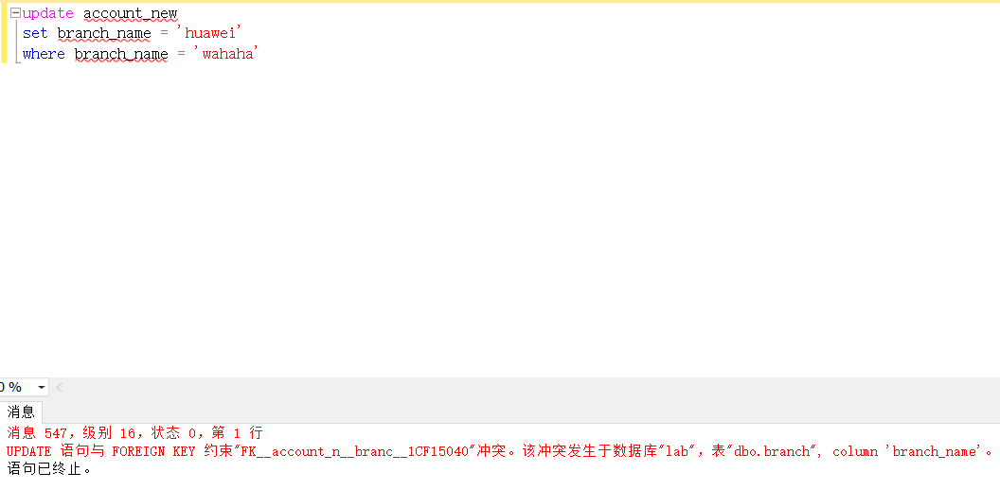 update account_new
set branch_name = 'huawei'
where branch_name = 'wahaha'
0 %
消息
消息 547，级别 16，状态 0，第 1 行
UPDATE 语句与 FOREIGN KEY 约束"FK__account_n__branc__1CF15040"冲突。该冲突发生于数据库"lab"，表"dbo.branch", column 'branch_name'。
语句已终止。